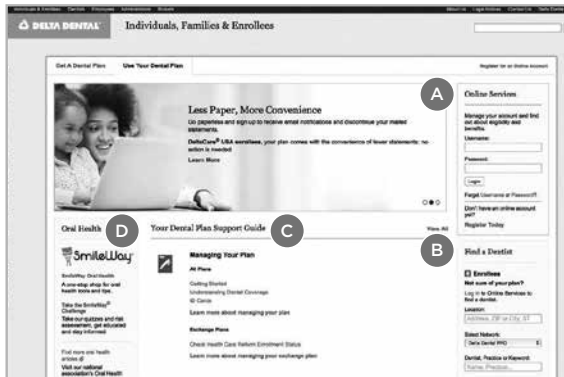 Individuals & Enrollees Dentists Employers Administrators Brokers
About Us Legal Notices Contact Us
DELTA DENTAL
Individuals, Families & Enrollees
Get A Dental Plan Use Your Dental Plan
Register for an Online Account
Less Paper, More Convenience
Go paperless and sign up to receive email notifications and discontinue your mailed
statements.
DeltaCare® USA enrollees, your plan comes with the convenience of fewer statements: no
action is needed
Learn More
A
Online Services
Manage your account and find
out about eligibility and
benefits.
Username:
Password:
Login
Forgot Username or Password?
Don't have an online account
yet?
Register Today
Oral Health
D
SmileWay®
SmileWay Oral Health
A one-stop shop for oral
health tools and tips.
Take the SmileWay®
Challenge
Take our quizzes and risk
assessment, get educated
and stay informed.
Find more oral health
articles
Visit our national
association's Oral Health
Your Dental Plan Support Guide
C
View All
Managing Your Plan
All Plans
Getting Started
Understanding Dental Coverage
ID Cards
Learn more about managing your plan
Exchange Plans
Check Health Care Reform Enrollment Status
Learn more about managing your exchange plan
B
Find a Dentist
Enrollees
Not sure of your plan?
Log in to Online Services to
find a dentist.
Location:
Address, ZIP or City, ST
Select Network:
Delta Dental PPO
Dentist, Practice or Keyword:
Name, Practice...